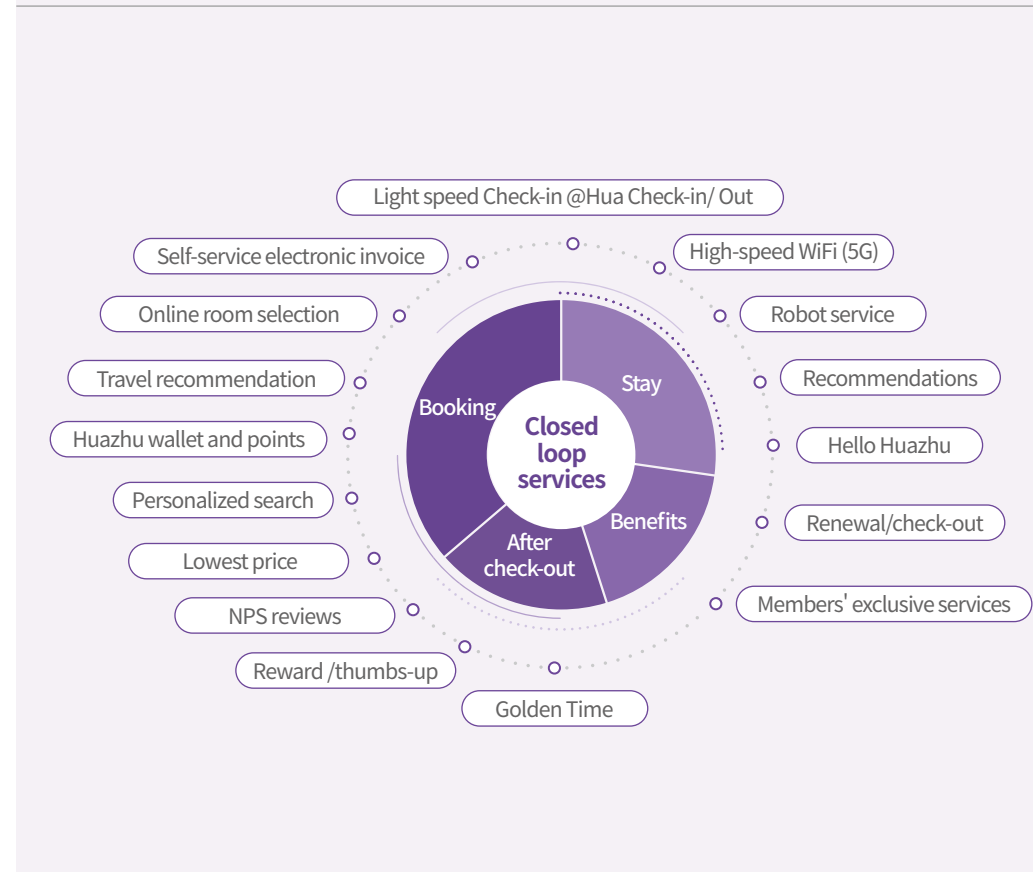 Light speed Check-in @Hua Check-in/ Out
High-speed WiFi (5G)
Robot service
Recommendations
Hello Huazhu
Renewal/check-out
Members' exclusive services
Golden Time
Reward /thumbs-up
NPS reviews
Lowest price
Personalized search
Huazhu wallet and points
Travel recommendation
Online room selection
Self-service electronic invoice
Booking
Stay
Benefits
After
check-out
Closed
loop
services